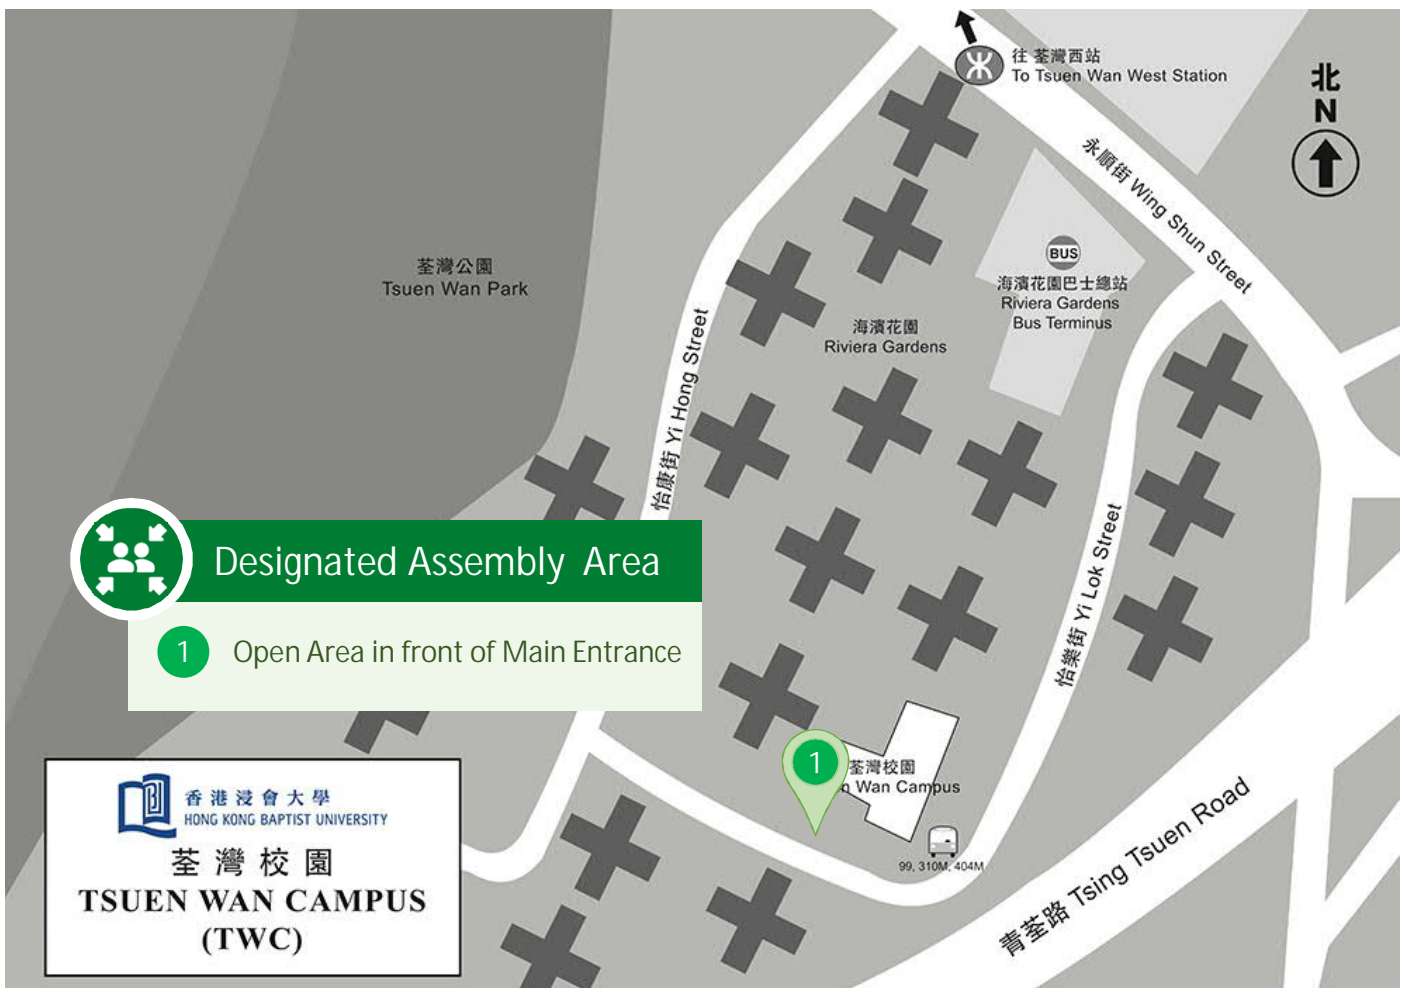 往 荃灣西站
To Tsuen Wan West Station
北
N
永順街 Wing Shun Street
荃灣公園
Tsuen Wan Park
BUS
海濱花園巴士總站
Riviera Gardens
Bus Terminus
海濱花園
Riviera Gardens
怡康街 Yi Hong Street
怡樂街 Yi Lok Street
Designated Assembly Area
1 Open Area in front of Main Entrance
1
荃灣校園
n Wan Campus
99, 310M, 404M
青荃路 Tsing Tsuen Road
香港浸會大學
HONG KONG BAPTIST UNIVERSITY
荃灣校園
TSUEN WAN CAMPUS
(TWC)